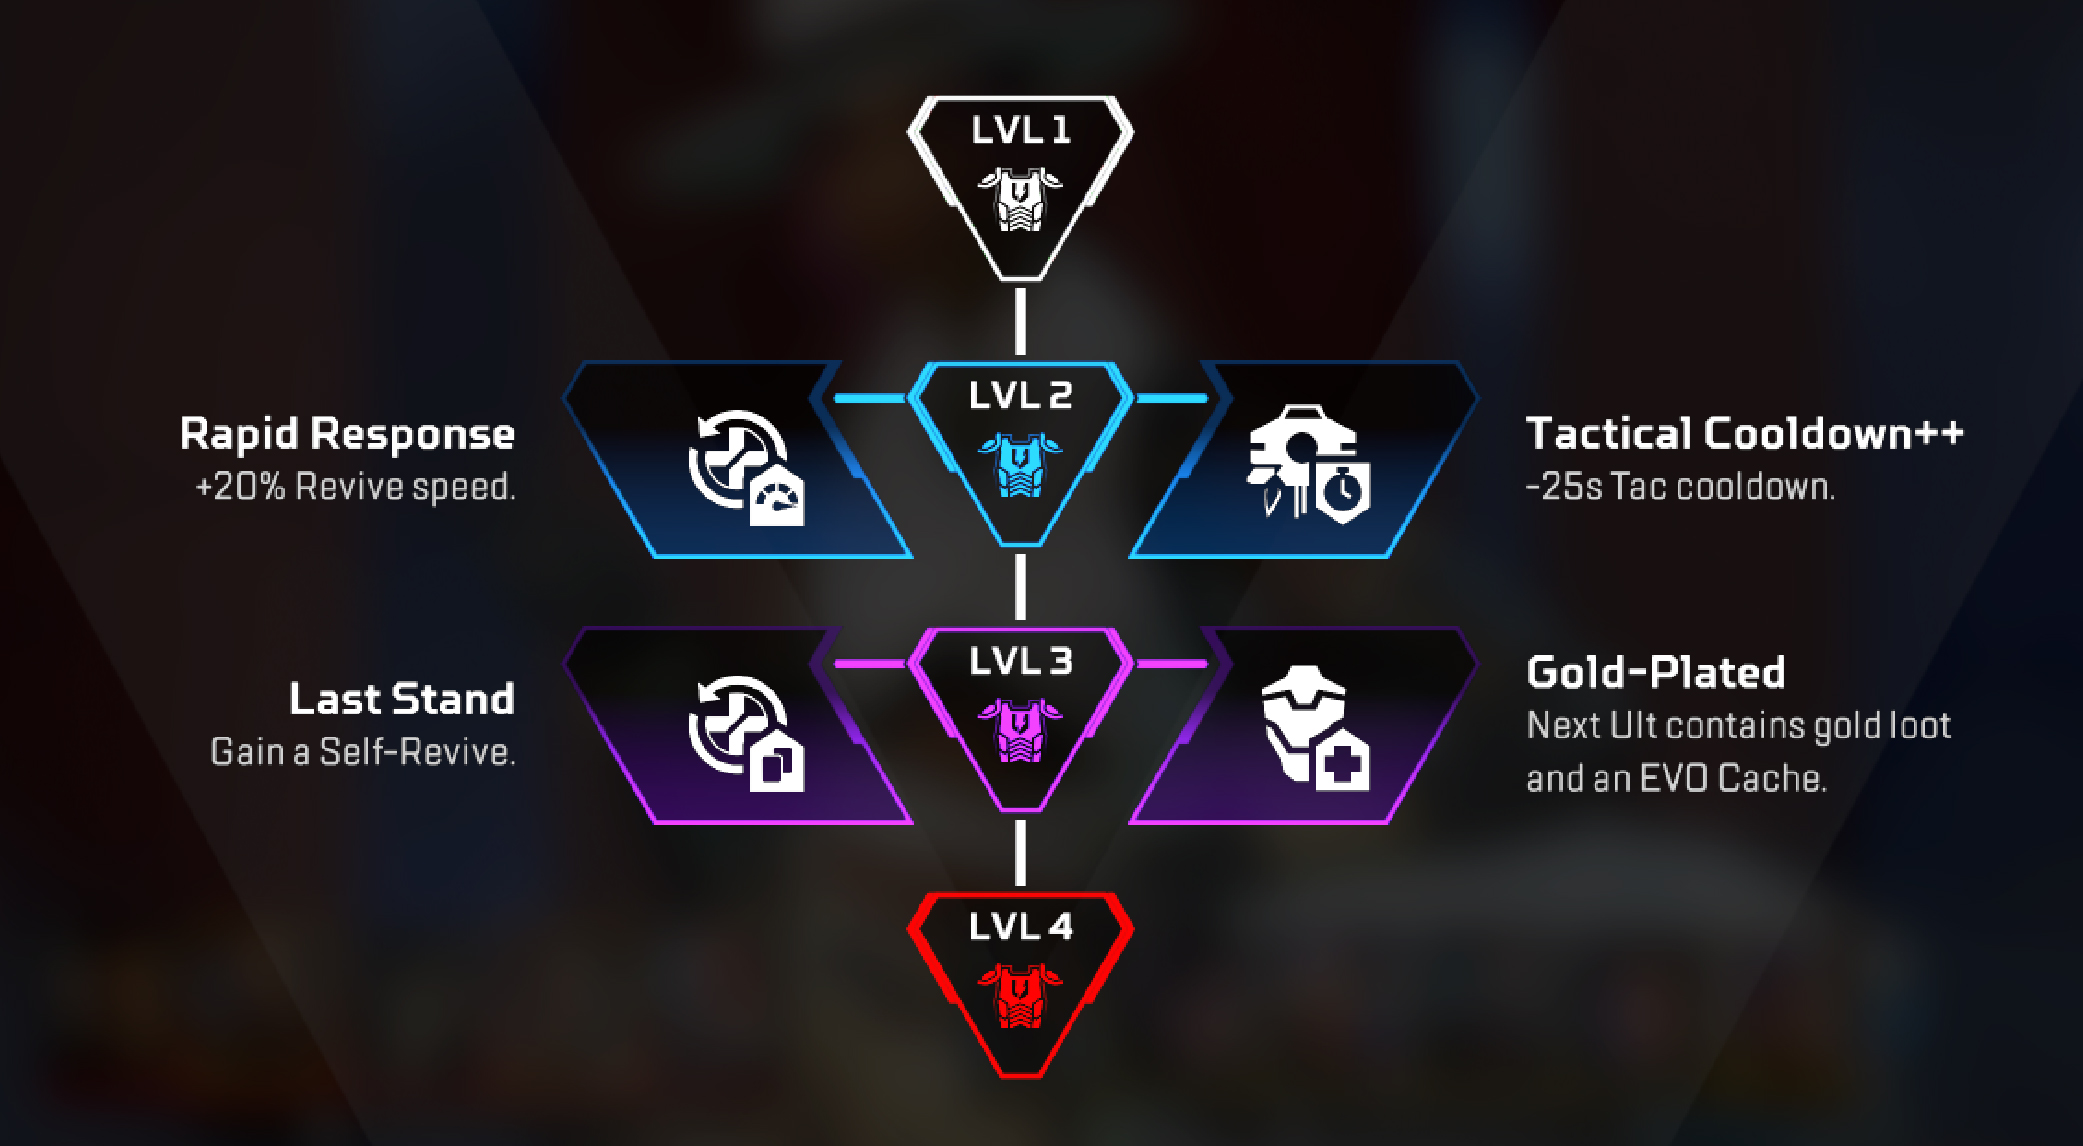 LVL 1
LVL 2
Rapid Response
+20% Revive speed.
Tactical Cooldown++
-25s Tac cooldown.
LVL 3
Last Stand
Gain a Self-Revive.
Gold-Plated
Next Ult contains gold loot
and an EVO Cache.
LVL 4